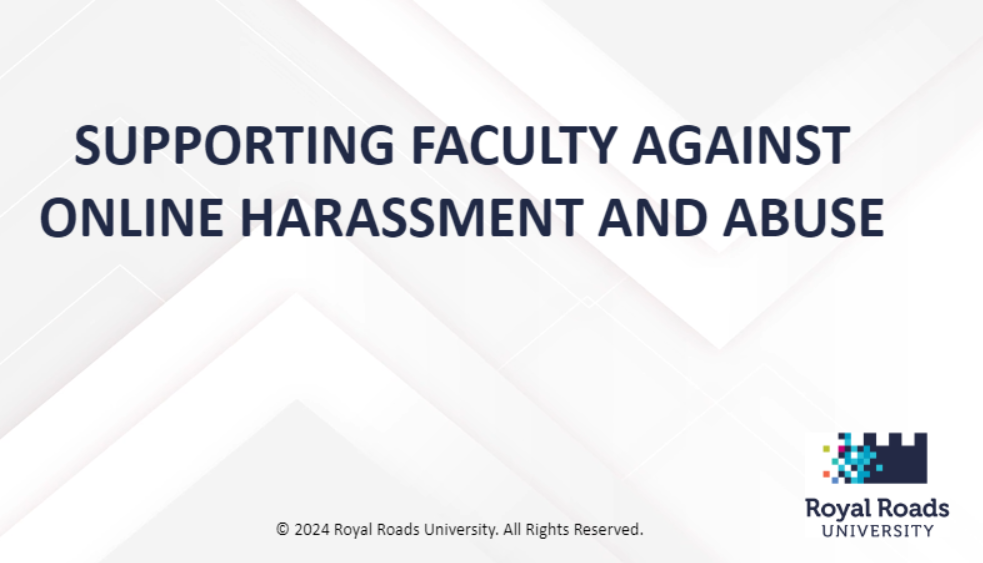 SUPPORTING FACULTY AGAINST
ONLINE HARASSMENT AND ABUSE
Royal Roads
UNIVERSITY
© 2024 Royal Roads University. All Rights Reserved.